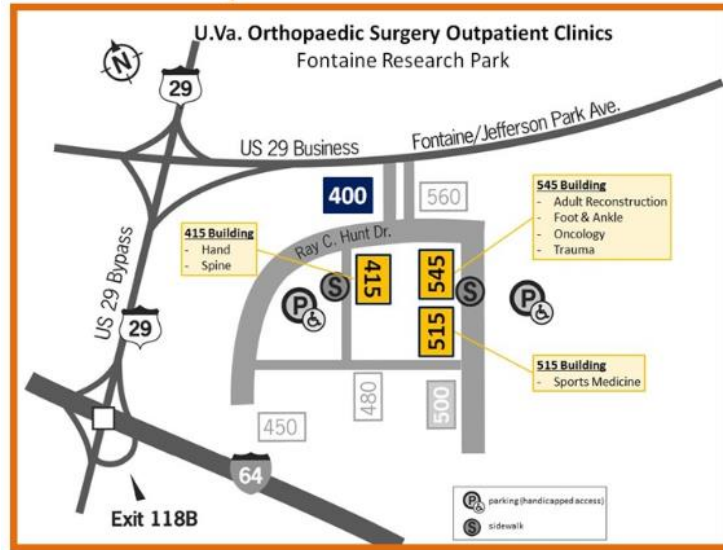 U.Va. Orthopaedic Surgery Outpatient Clinics
Fontaine Research Park
N
29
US 29 Business
Fontaine/Jefferson Park Ave.
400
560
545 Building
- Adult Reconstruction
- Foot & Ankle
- Oncology
- Trauma
415 Building
- Hand
- Spine
Ray C. Hunt Dr.
415
545
S
S
P
P
US 29 Bypass
29
515
515 Building
- Sports Medicine
450
480
500
64
Exit 118B
P parking (handicapped access)
S sidewalk